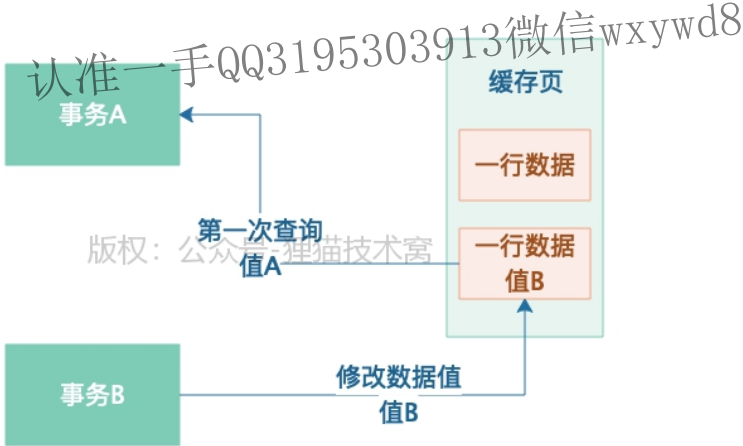 认准一手QQ3195303913微信wxywd8
缓存页
事务A
一行数据
第一次查询
值A
版权：公众号-狸猫技术窝
一行数据
值B
事务B
修改数据值
值B